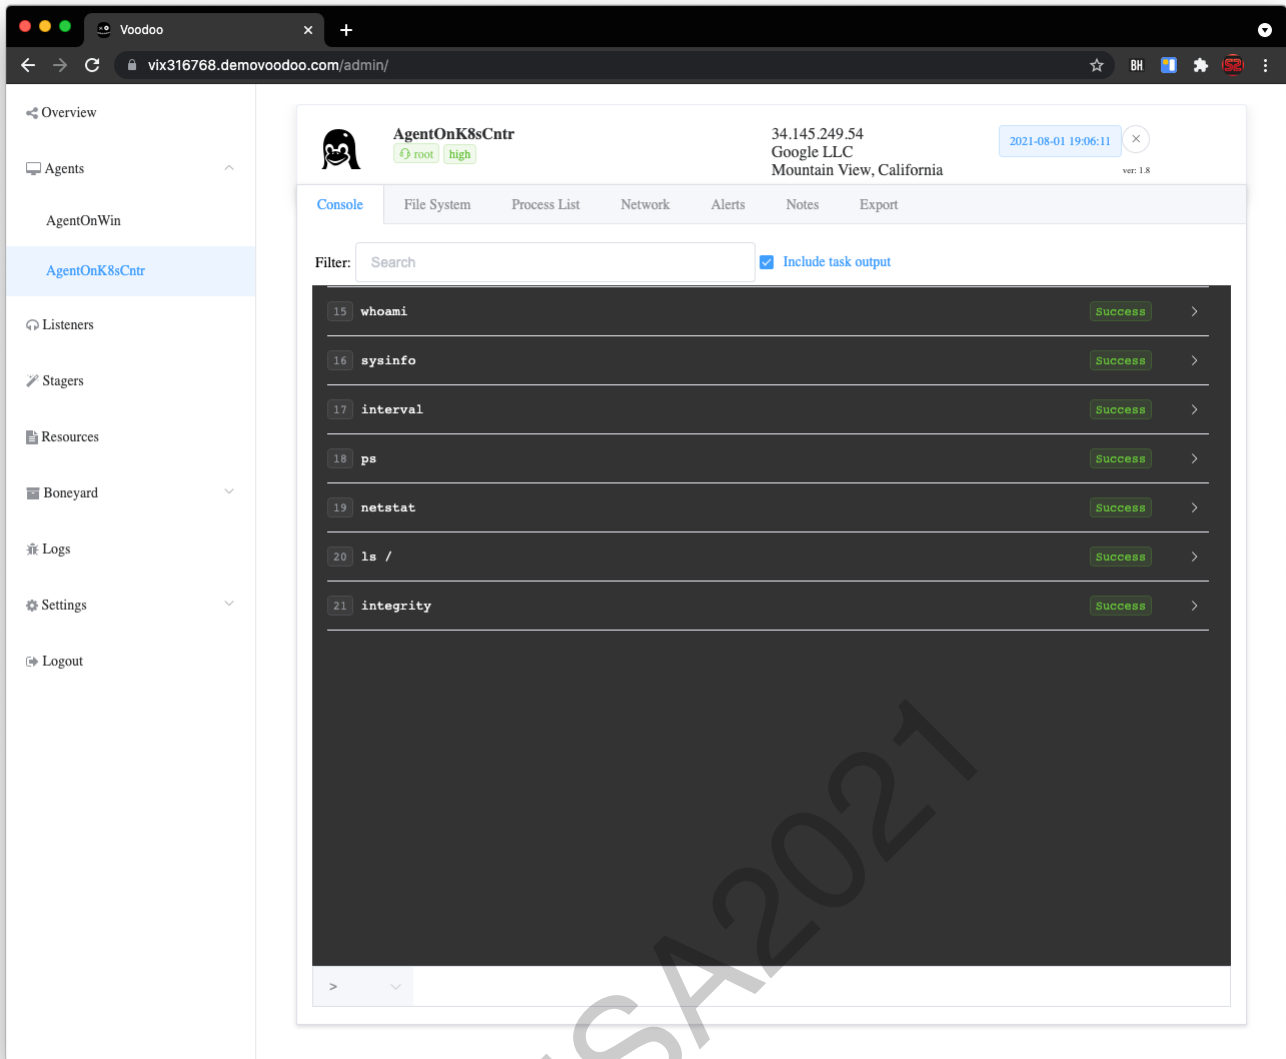 Voodoo
vix316768.demovoodoo.com/admin/
BH
Overview
Agents
AgentOnWin
AgentOnK8sCntr
Listeners
Stagers
Resources
Boneyard
Logs
Settings
Logout
AgentOnK8sCntr
root high
34.145.249.54
Google LLC
Mountain View, California
2021-08-01 19:06:11
ver: 1.8
Console File System Process List Network Alerts Notes Export
Filter: Search Include task output
15 whoami Success >
16 sysinfo Success >
17 interval Success >
18 ps Success >
19 netstat Success >
20 ls / Success >
21 integrity Success >
>
SA2021